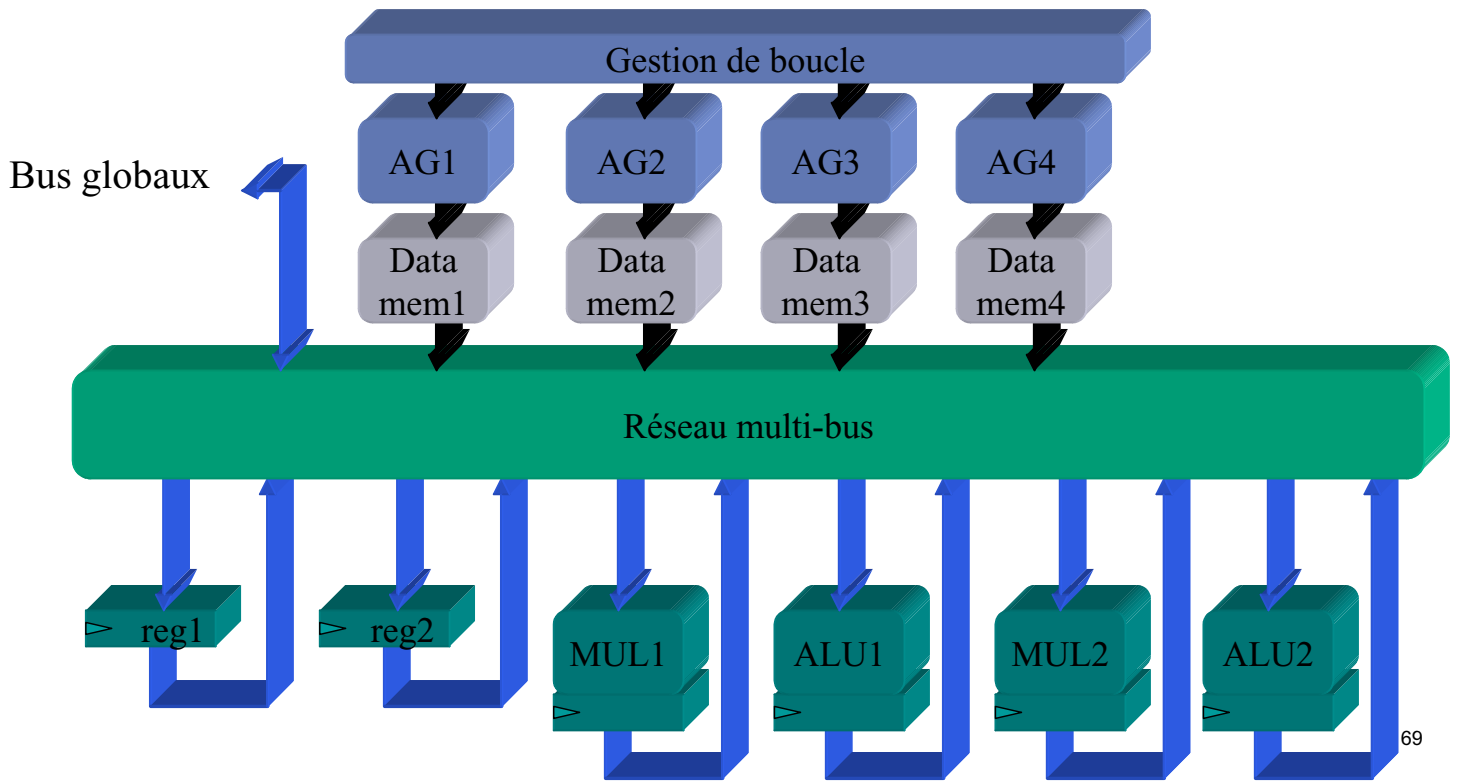 Gestion de boucle
AG1
AG2
AG3
AG4
Bus globaux
Data
mem1
Data
mem2
Data
mem3
Data
mem4
Réseau multi-bus
reg1
reg2
MUL1
ALU1
MUL2
ALU2
69